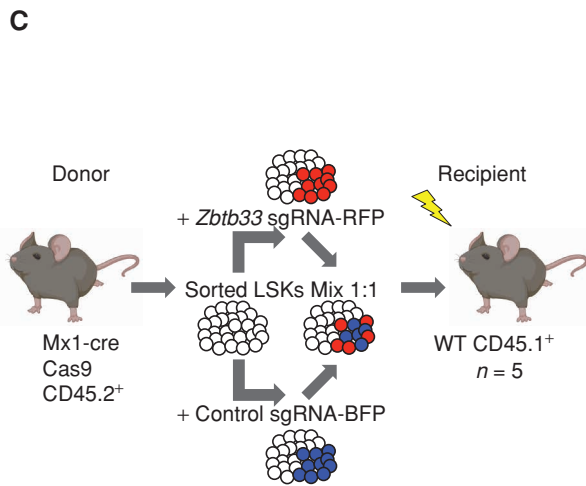 C
Donor
Recipient
+ Zbtb33 sgRNA-RFP
Sorted LSKs Mix 1:1
Mx1-cre
Cas9
CD45.2+
WT CD45.1+
n = 5
+ Control sgRNA-BFP